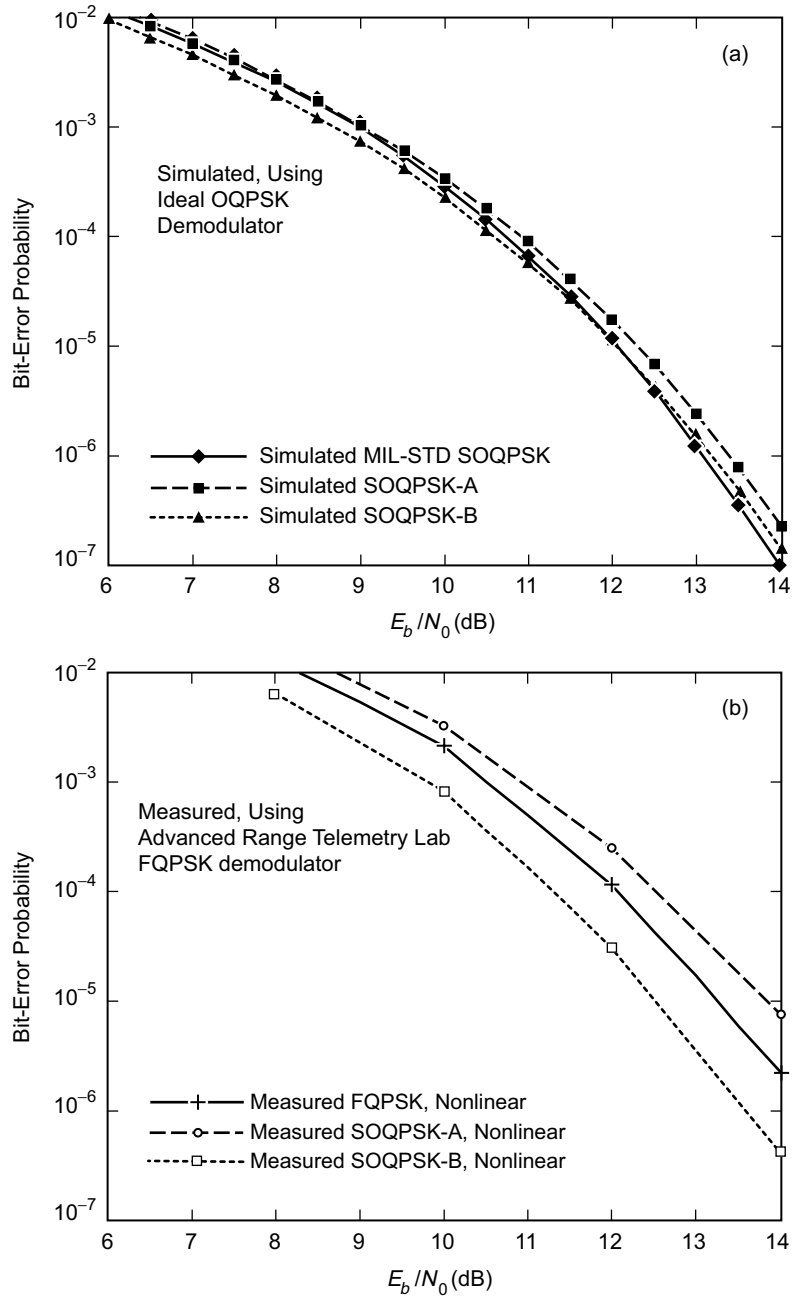 10−2
10−3
10−4
10−5
10−6
10−7
Bit-Error Probability
(a)
Simulated, Using
Ideal OQPSK
Demodulator
Simulated MIL-STD SOQPSK
Simulated SOQPSK-A
Simulated SOQPSK-B
6 7 8 9 10 11 12 13 14
Eb/N0 (dB)
10−2
10−3
10−4
10−5
10−6
10−7
Bit-Error Probability
(b)
Measured, Using
Advanced Range Telemetry Lab
FQPSK demodulator
Measured FQPSK, Nonlinear
Measured SOQPSK-A, Nonlinear
Measured SOQPSK-B, Nonlinear
6 7 8 9 10 11 12 13 14
Eb/N0 (dB)